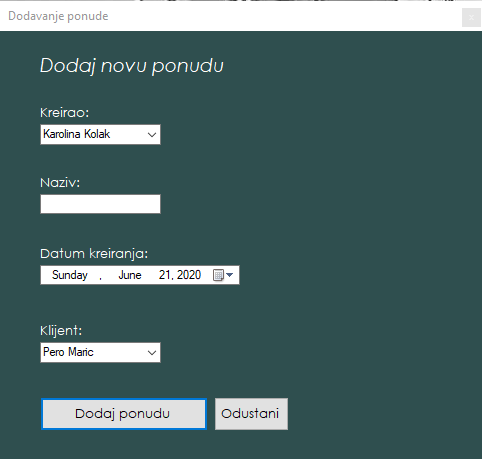 Dodavanje ponude
Dodaj novu ponudu
Kreirao:
Karolina Kolak
Naziv:
Datum kreiranja:
Sunday , June 21, 2020
Klijent:
Pero Maric
Dodaj ponudu Odustani